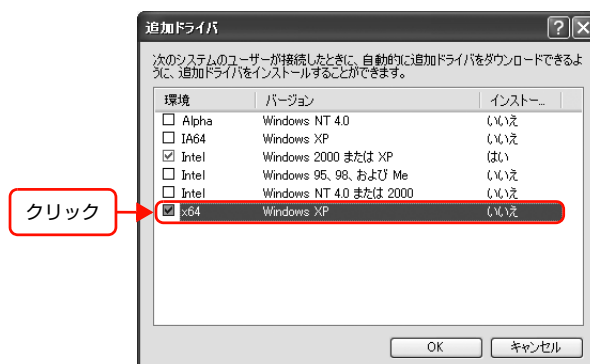 追加ドライバ
次のシステムのユーザーが接続したときに、自動的に追加ドライバをダウンロードできるよ
うに、追加ドライバをインストールすることができます。
環境 バージョン インストー...
Alpha Windows NT 4.0 いいえ
IA64 Windows XP いいえ
Intel Windows 2000 または XP はい
Intel Windows 95、98、および Me いいえ
Intel Windows NT 4.0 または 2000 いいえ
クリック x64 Windows XP いいえ
OK キャンセル